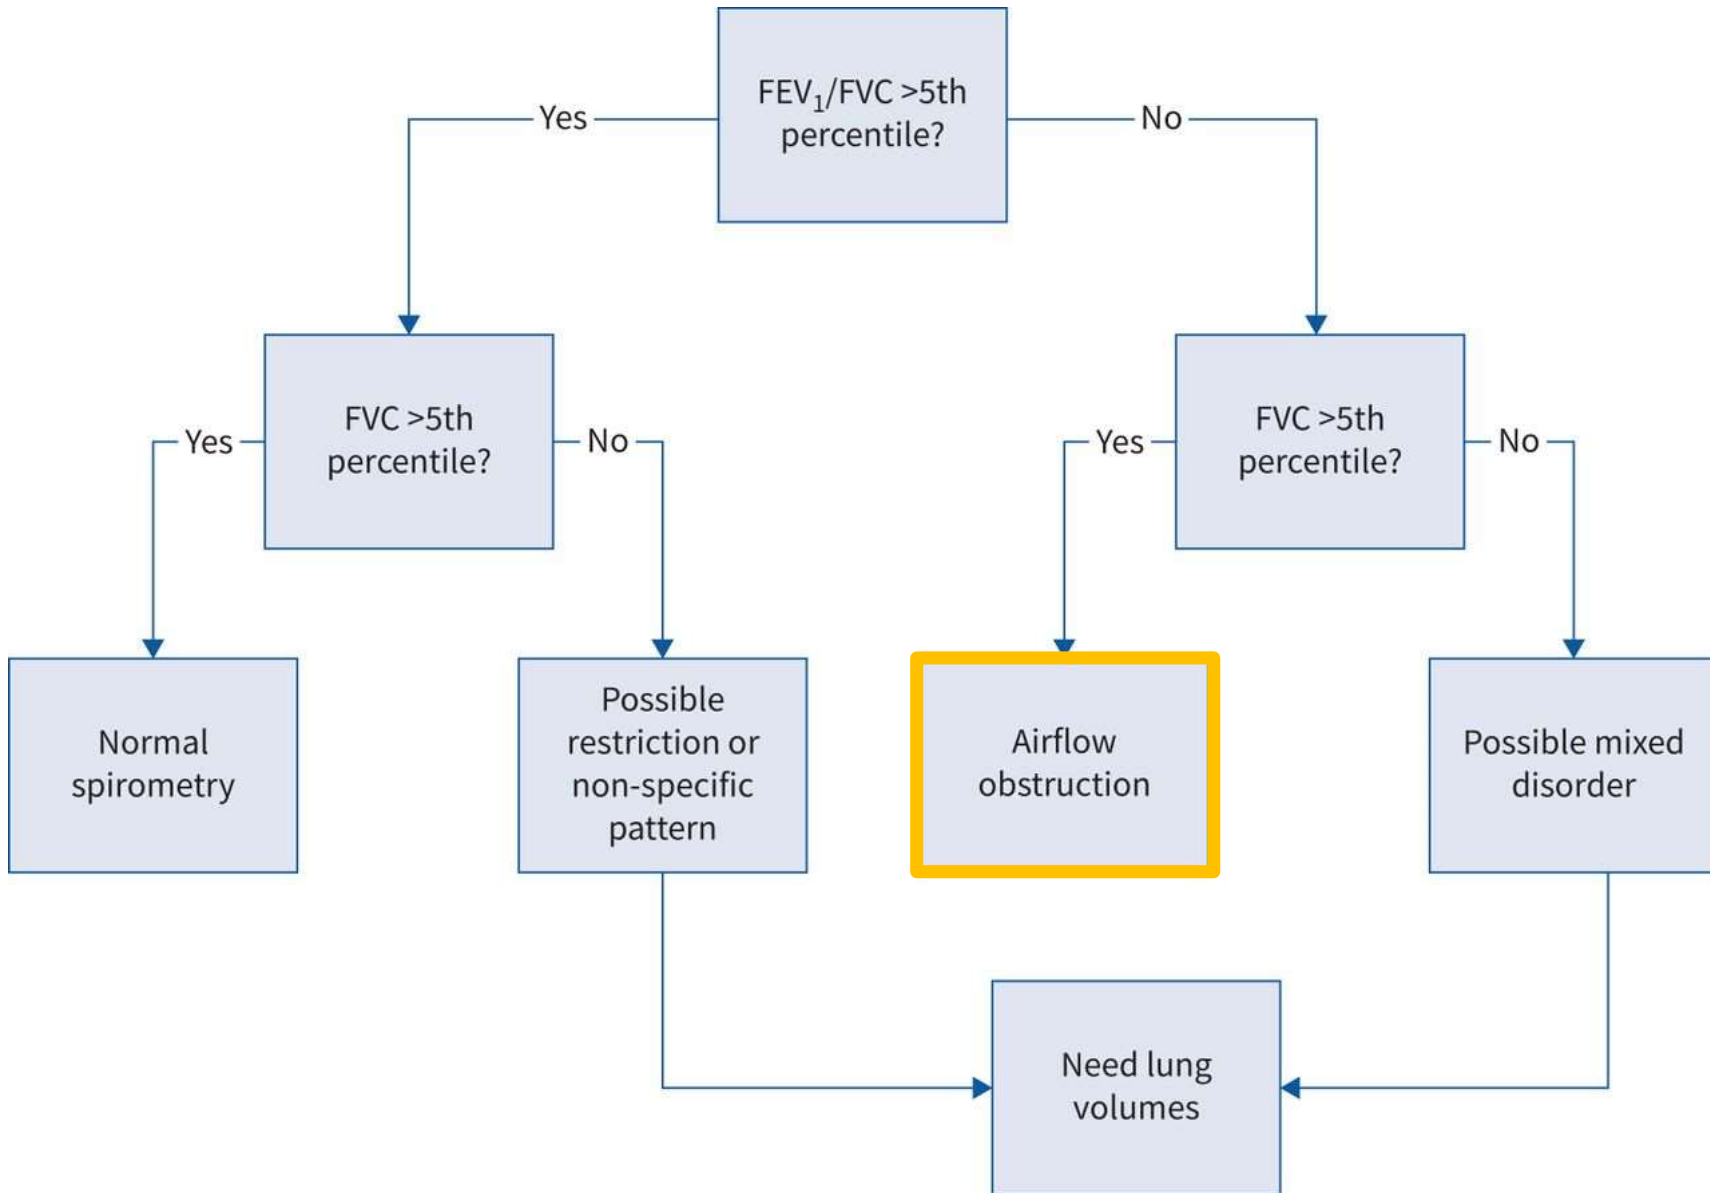 FEV₁/FVC >5th
percentile?
Yes
No
FVC >5th
percentile?
FVC >5th
percentile?
Yes
No
Yes
No
Normal
spirometry
Possible
restriction or
non-specific
pattern
Airflow
obstruction
Possible mixed
disorder
Need lung
volumes